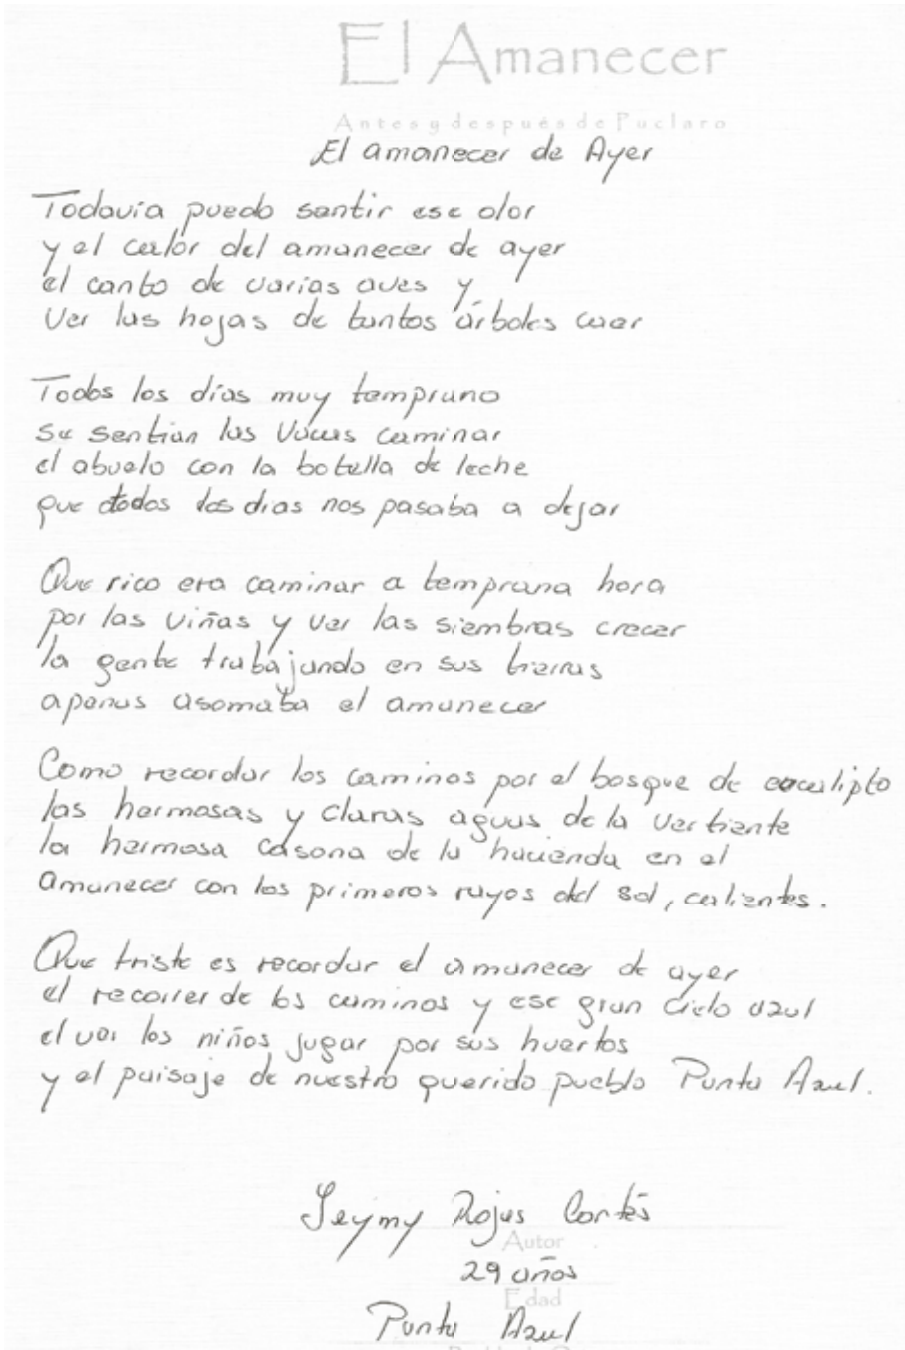 El Amanecer
Antes y después de Puclaro
El amanecer de Ayer
Todavía puedo sentir ese olor
y el calor del amanecer de ayer
el canto de varias aves y
ver las hojas de tantos árboles caer
Todos los días muy temprano
se sentían las vacas caminar
el abuelo con la botella de leche
que todos los dias nos pasaba a dejar
Que rico era caminar a temprana hora
por las viñas y ver las siembras crecer
la gente trabajando en sus tierras
apenas asomaba el amanecer
Como recordar los caminos por el bosque de eucalipto
las hermosas y claras aguas de la vertiente
la hermosa casona de la hacienda en el
amanecer con los primeros rayos del sol, calientes.
Que triste es recordar el amanecer de ayer
el recorrer de los caminos y ese gran cielo azul
el ver los niños jugar por sus huertos
y el paisaje de nuestro querido pueblo Punta Azul.
Jeymy Rojas Cortés
Autor
29 años
Edad
Punta Azul